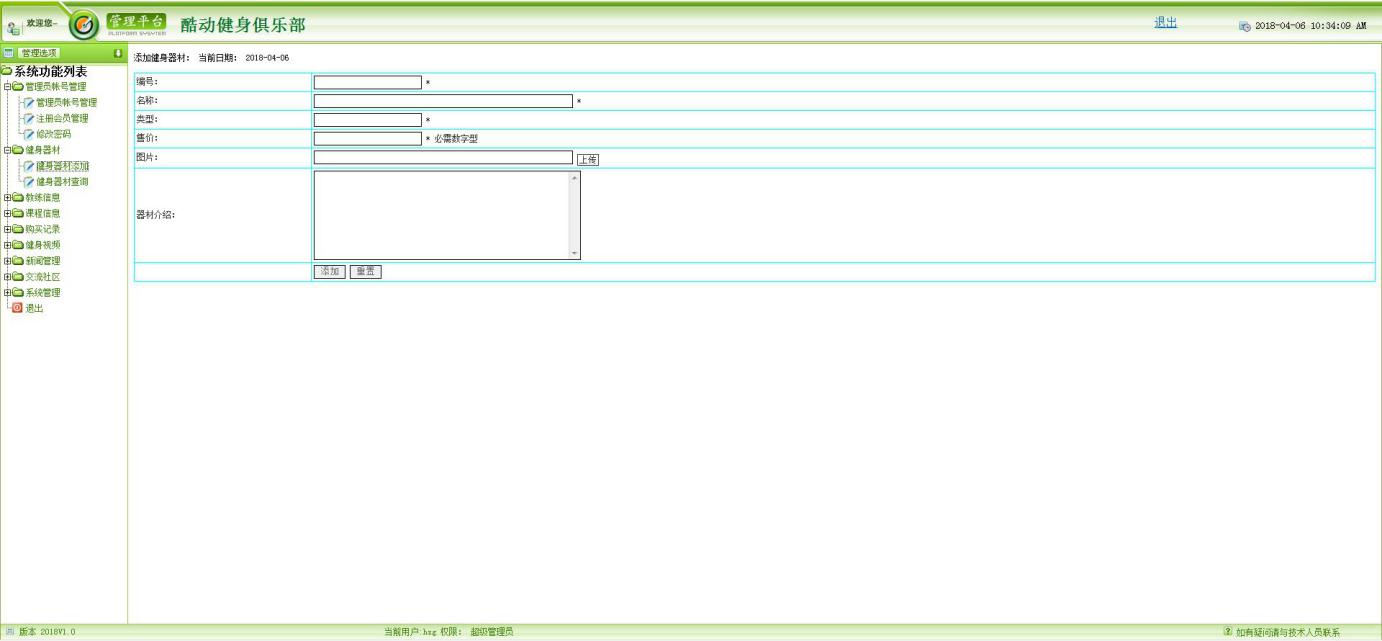 欢迎您-
管理平台
PLATFORM SYSYTEM
酷动健身俱乐部
退出
2018-04-06 10:34:09 AM
管理选项
系统功能列表
管理员帐号管理
管理员帐号管理
注册会员管理
修改密码
健身器材
健身器材添加
健身器材查询
教练信息
课程信息
购买记录
健身视频
新闻管理
交流社区
系统管理
退出
添加健身器材: 当前日期: 2018-04-06
编号: *
名称: *
类型: *
售价: * 必需数字型
图片: 上传
器材介绍:
添加 重置
版本 2018V1.0
当前用户:hsg 权限: 超级管理员
如有疑问请与技术人员联系